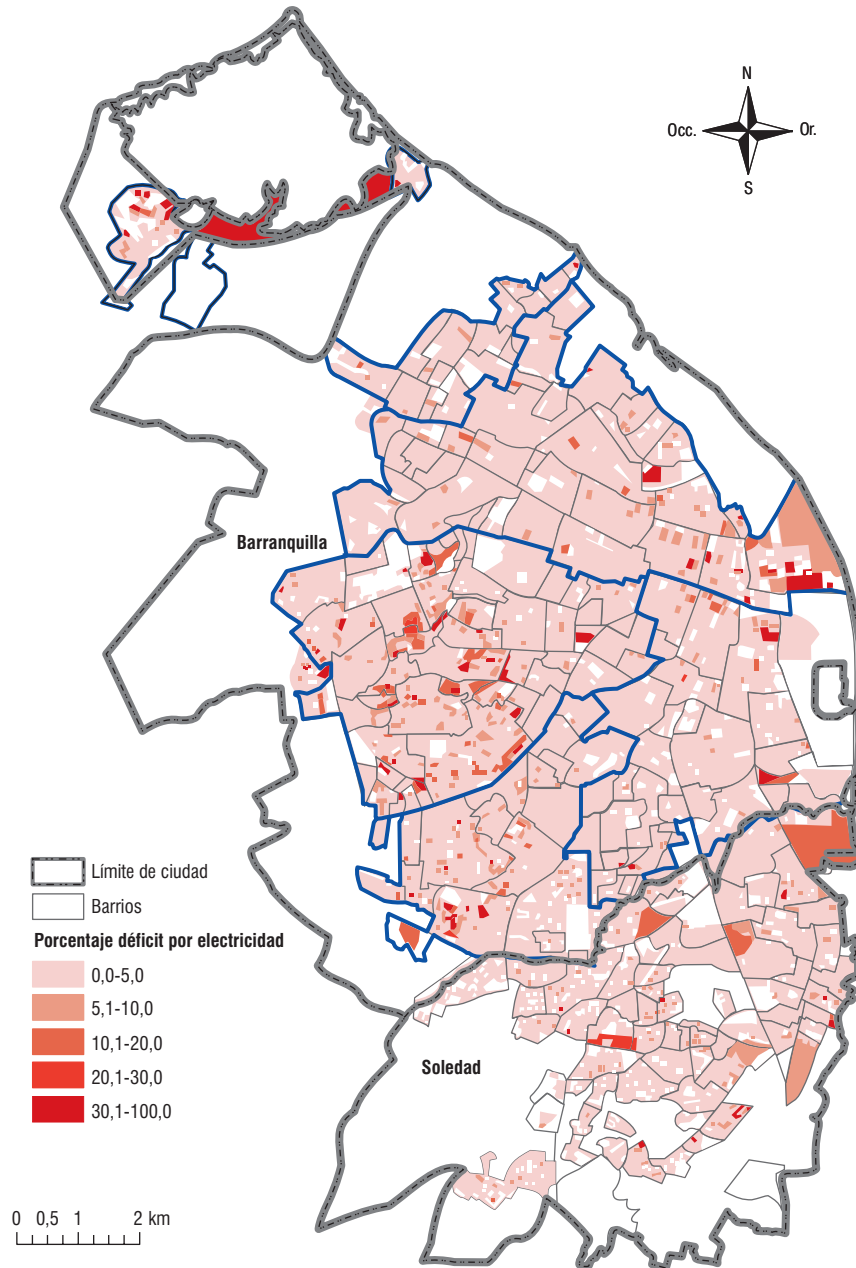 N
Occ.
Or.
S
Barranquilla
Límite de ciudad
Barrios
Porcentaje déficit por electricidad
0,0-5,0
5,1-10,0
10,1-20,0
20,1-30,0
30,1-100,0
Soledad
0 0,5 1 2 km